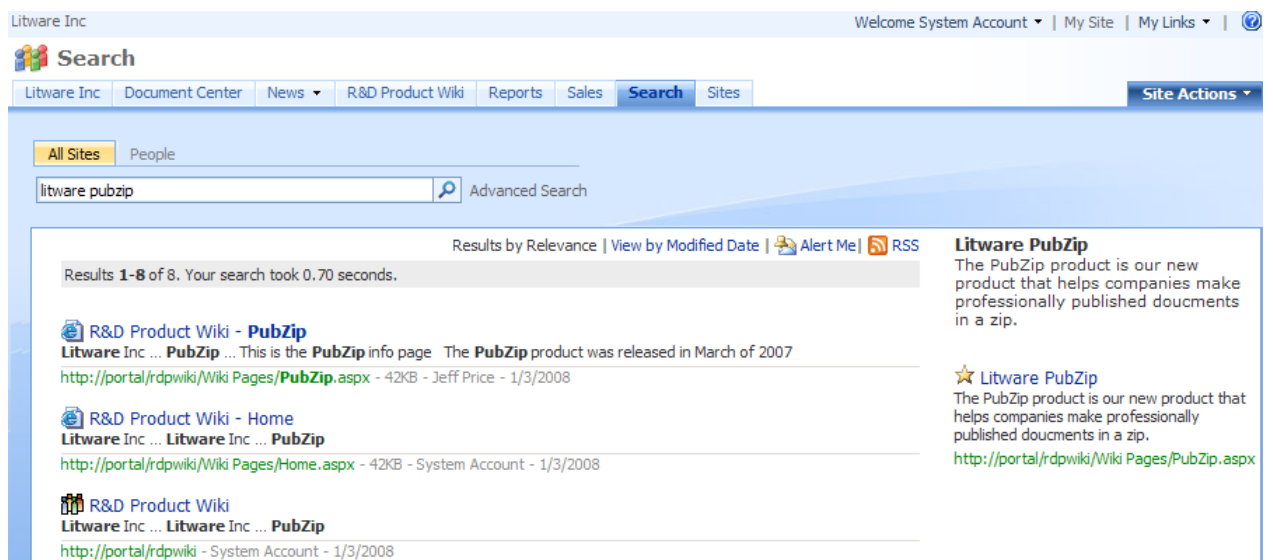 Litware Inc
Welcome System Account | My Site | My Links |
Search
Litware Inc Document Center News R&D Product Wiki Reports Sales Search Sites
Site Actions
All Sites People
litware pubzip
Advanced Search
Results by Relevance | View by Modified Date | Alert Me | RSS
Results 1-8 of 8. Your search took 0.70 seconds.
R&D Product Wiki - PubZip
Litware Inc ... PubZip ... This is the PubZip info page The PubZip product was released in March of 2007
http://portal/rdpwiki/Wiki Pages/PubZip.aspx - 42KB - Jeff Price - 1/3/2008
R&D Product Wiki - Home
Litware Inc ... Litware Inc ... PubZip
http://portal/rdpwiki/Wiki Pages/Home.aspx - 42KB - System Account - 1/3/2008
R&D Product Wiki
Litware Inc ... Litware Inc ... PubZip
http://portal/rdpwiki - System Account - 1/3/2008
Litware PubZip
The PubZip product is our new
product that helps companies make
professionally published doucments
in a zip.
Litware PubZip
The PubZip product is our new product that
helps companies make professionally
published doucments in a zip.
http://portal/rdpwiki/Wiki Pages/PubZip.aspx